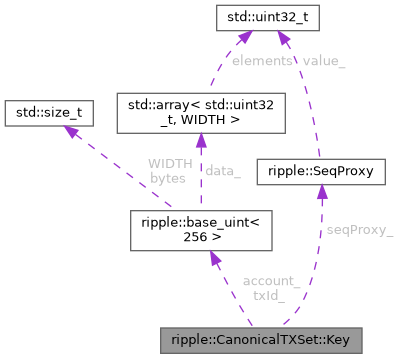 std::uint32_t
elements
value_
std::size_t
std::array< std::uint32
_t, WIDTH >
WIDTH
bytes
data_
ripple::SeqProxy
ripple::base_uint<
256 >
seqProxy_
account_
txId_
ripple::CanonicalTXSet::Key